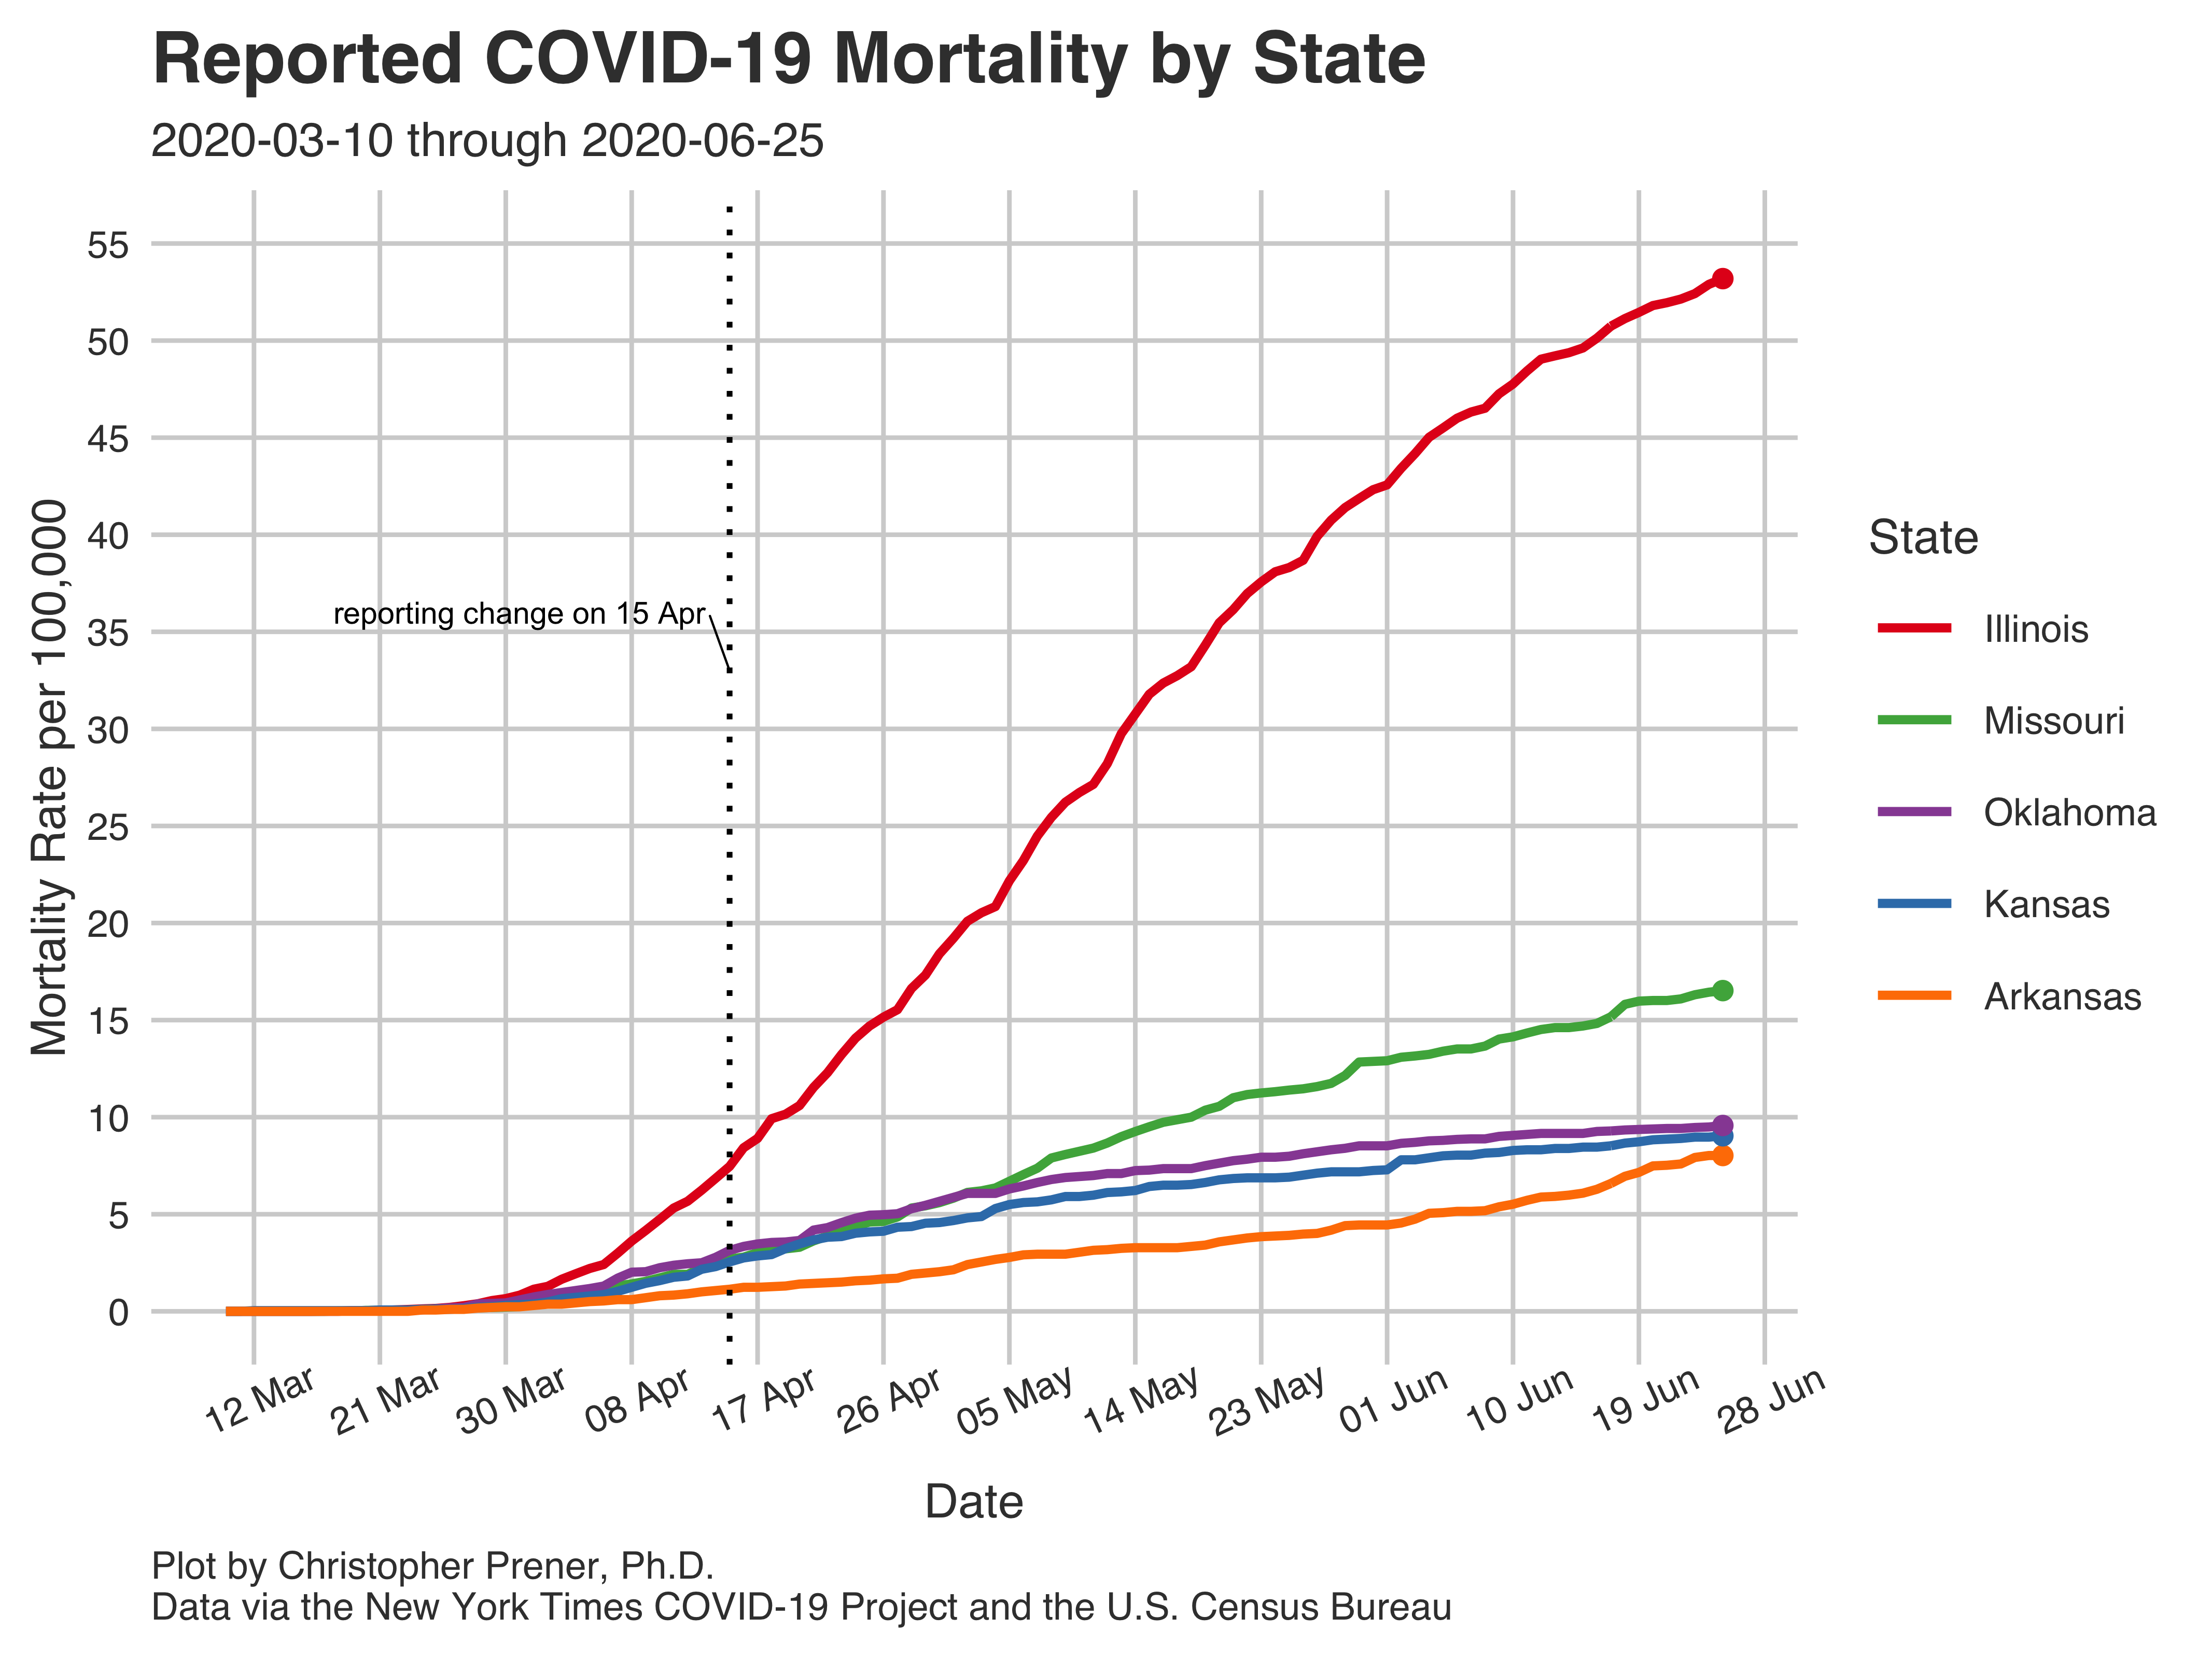 Reported COVID-19 Mortality by State
2020-03-10 through 2020-06-25
Mortality Rate per 100,000
55
50
45
40
35
30
25
20
15
10
5
0
reporting change on 15 Apr
12 Mar
21 Mar
30 Mar
08 Apr
17 Apr
26 Apr
05 May
14 May
23 May
01 Jun
10 Jun
19 Jun
28 Jun
Date
State
Illinois
Missouri
Oklahoma
Kansas
Arkansas
Plot by Christopher Prener, Ph.D.
Data via the New York Times COVID-19 Project and the U.S. Census Bureau